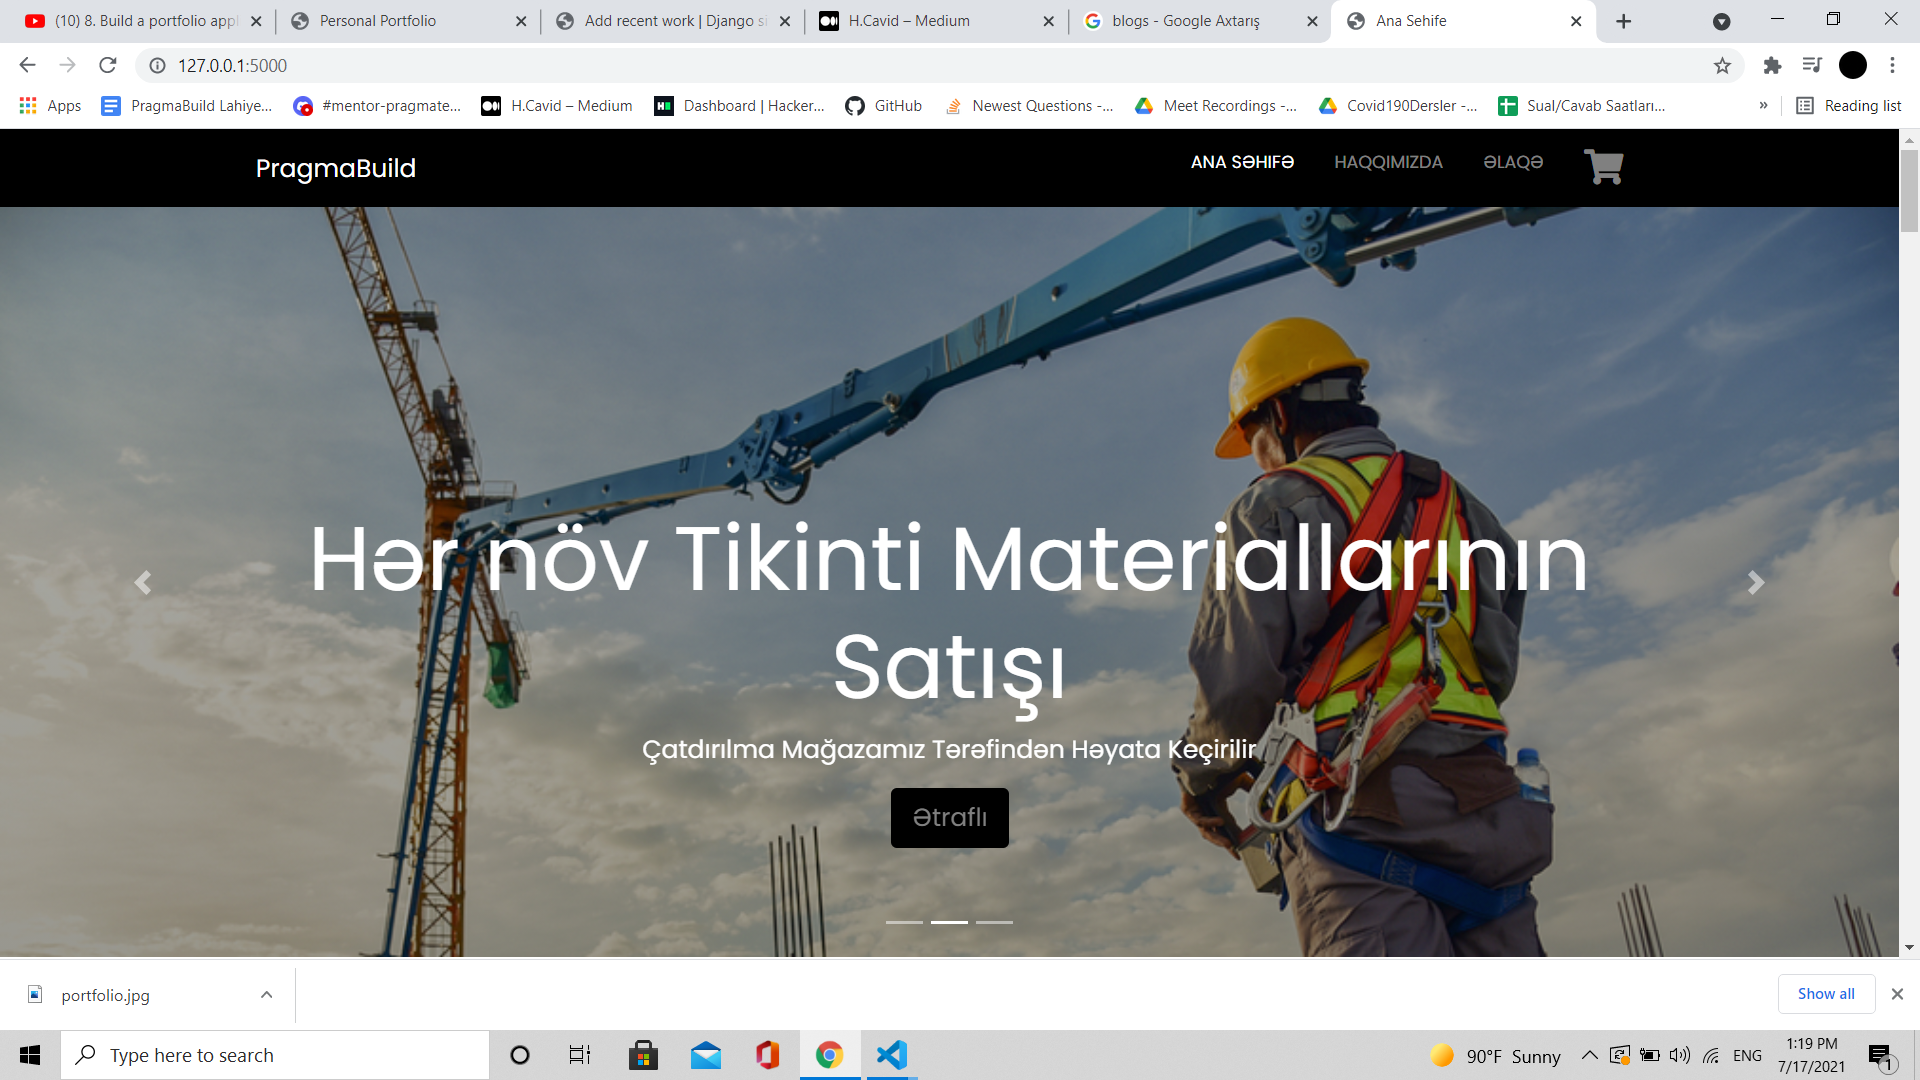 (10) 8. Build a portfolio appl
Personal Portfolio
Add recent work | Django si
H.Cavid – Medium
blogs - Google Axtarış
Ana Sehife
127.0.0.1:5000
Apps
PragmaBuild Lahiye...
#mentor-pragmate...
H.Cavid – Medium
Dashboard | Hacker...
GitHub
Newest Questions -...
Meet Recordings -...
Covid190Dersler -...
Sual/Cavab Saatları...
»
Reading list
PragmaBuild
ANA SƏHIFƏ
HAQQIMIZDA
ƏLAQƏ
Hər növ Tikinti Materiallarının
Satışı
Çatdırılma Mağazamız Tərəfindən Həyata Keçirilir
Ətraflı
portfolio.jpg
Show all
Type here to search
90°F Sunny
ENG
1:19 PM
7/17/2021
1